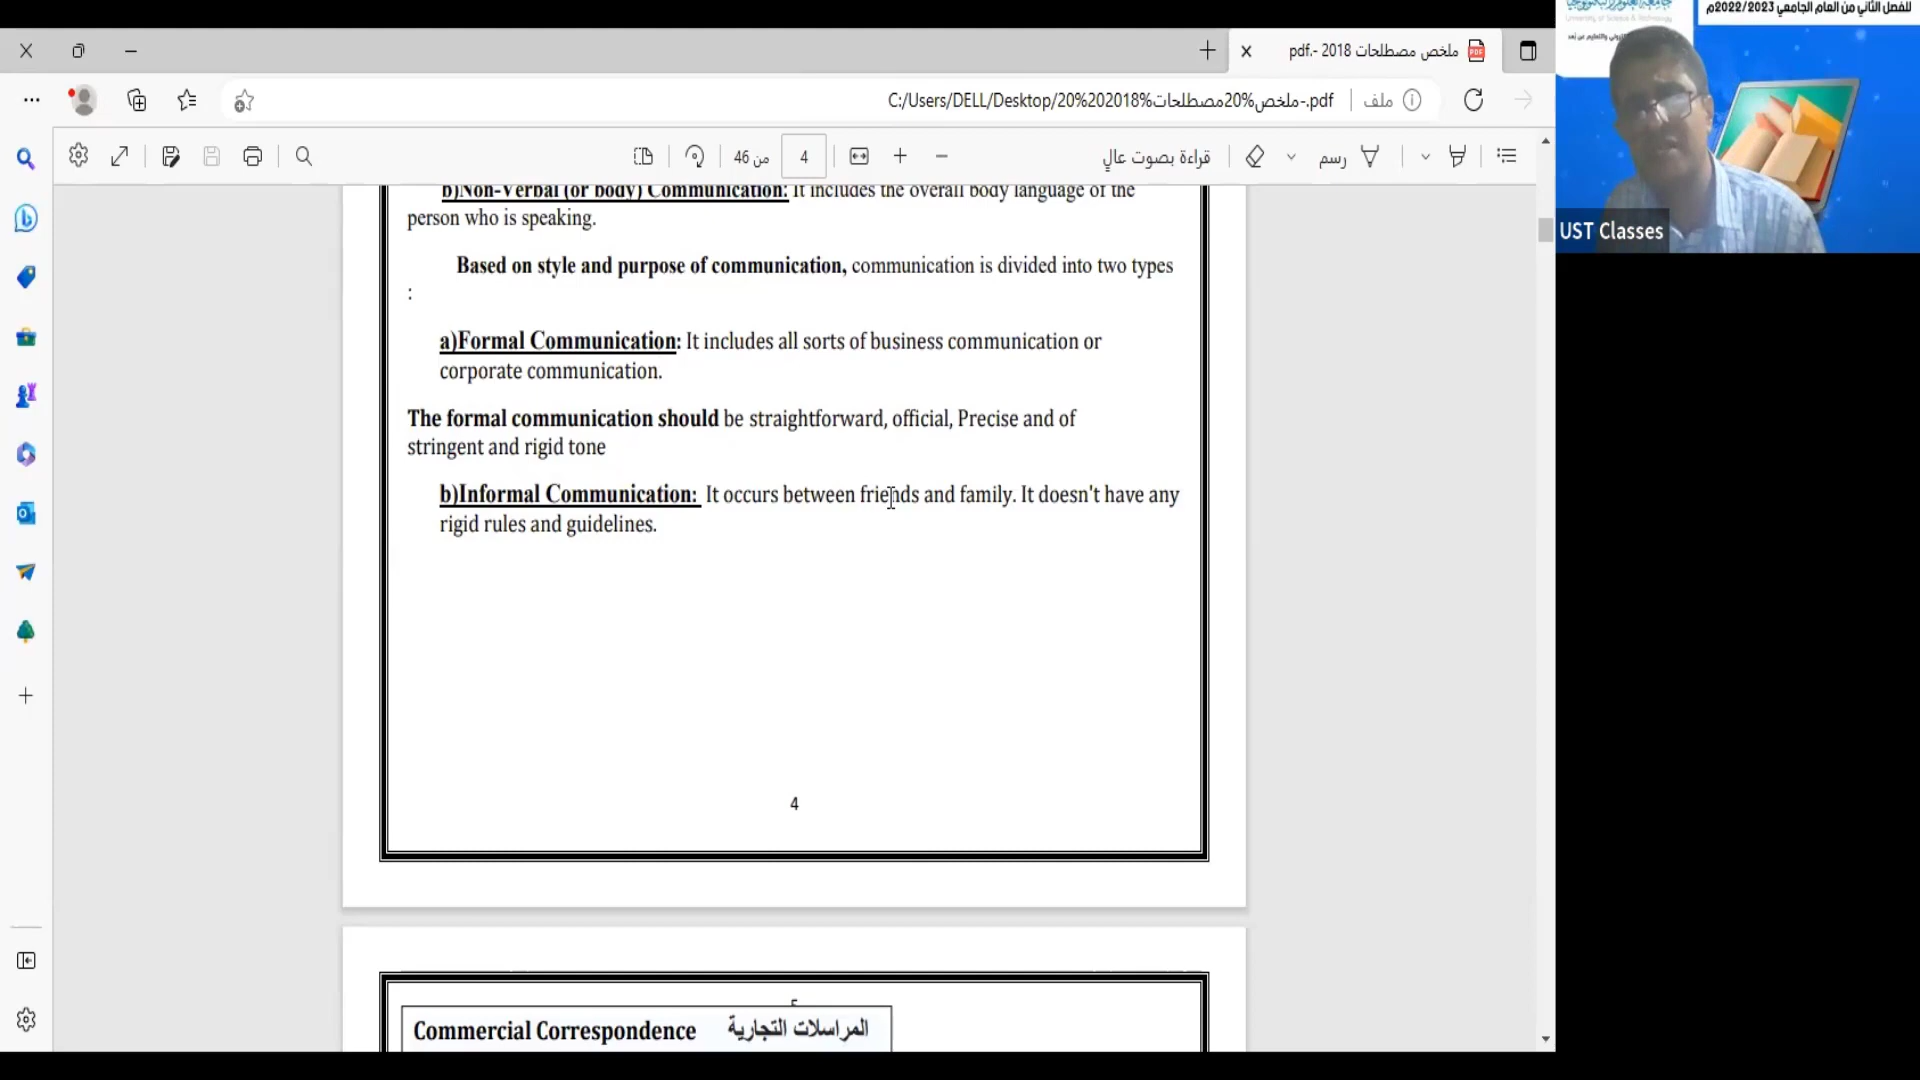 ملخص مصطلحات 2018 -.pdf
C:/Users/DELL/Desktop/20%202018%ملخص%20مصطلحات-.pdf
ملف
من 46
4
قراءة بصوت عالٍ
رسم
b)Non-Verbal (or body) Communication: It includes the overall body language of the
person who is speaking.
Based on style and purpose of communication, communication is divided into two types
:
a)Formal Communication: It includes all sorts of business communication or
corporate communication.
The formal communication should be straightforward, official, Precise and of
stringent and rigid tone
b)Informal Communication: It occurs between friends and family. It doesn't have any
rigid rules and guidelines.
4
Commercial Correspondence المراسلات التجارية
للفصل الثاني من العام الجامعي 2022/2023م
University of Science & Technology
UST Classes